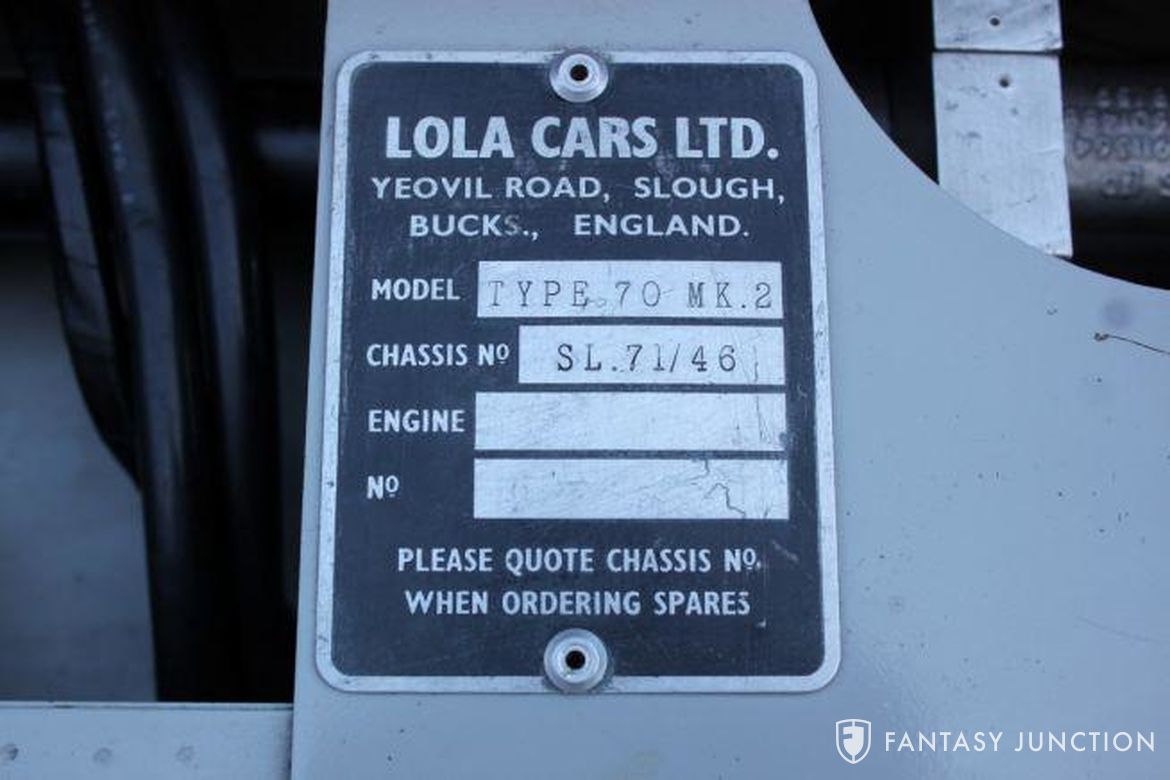 LOLA CARS LTD.
YEOVIL ROAD, SLOUGH,
BUCKS., ENGLAND.
MODEL TYPE 70 MK.2
CHASSIS Nº SL.71/46
ENGINE
Nº
PLEASE QUOTE CHASSIS Nº.
WHEN ORDERING SPARES
FANTASY JUNCTION